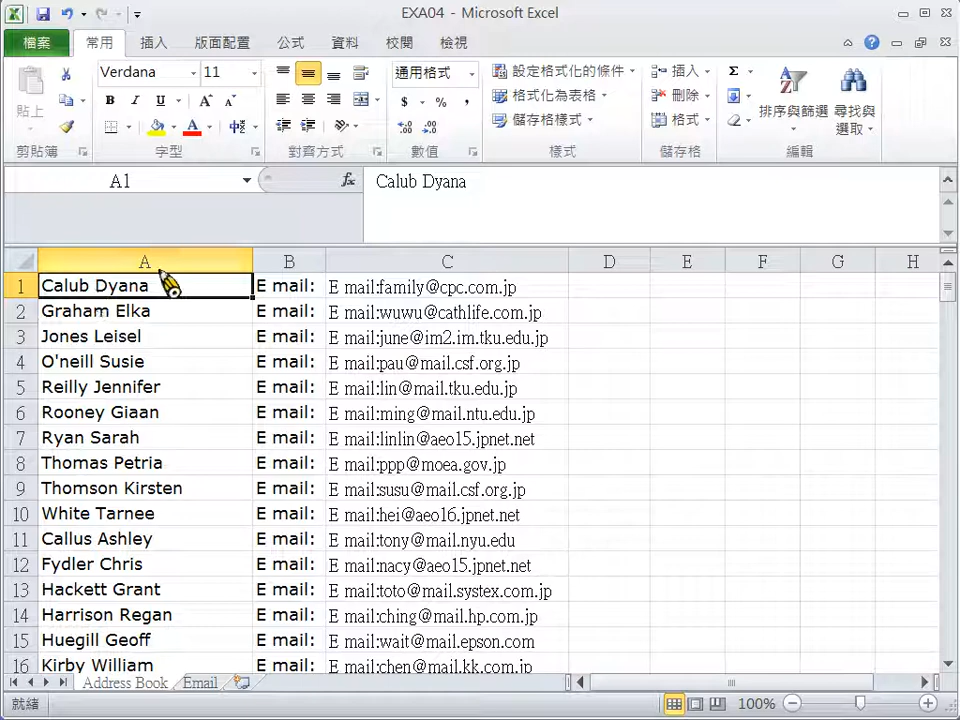 EXA04 - Microsoft Excel
檔案 常用 插入 版面配置 公式 資料 校閱 檢視
貼上 Verdana 11 通用格式 設定格式化的條件 插入 Σ
B I U A A $ % , 格式化為表格 刪除 排序與篩選 尋找與選取
A 中 .00 .0 儲存格樣式 格式
剪貼簿 字型 對齊方式 數值 樣式 儲存格 編輯
A1 fx Calub Dyana
A B C D E F G H
1 Calub Dyana E mail: E mail:family@cpc.com.jp
2 Graham Elka E mail: E mail:wuwu@cathlife.com.jp
3 Jones Leisel E mail: E mail:june@im2.im.tku.edu.jp
4 O'neill Susie E mail: E mail:pau@mail.csf.org.jp
5 Reilly Jennifer E mail: E mail:lin@mail.tku.edu.jp
6 Rooney Giaan E mail: E mail:ming@mail.ntu.edu.jp
7 Ryan Sarah E mail: E mail:linlin@aeo15.jpnet.net
8 Thomas Petria E mail: E mail:ppp@moea.gov.jp
9 Thomson Kirsten E mail: E mail:susu@mail.csf.org.jp
10 White Tarnee E mail: E mail:hei@aeo16.jpnet.net
11 Callus Ashley E mail: E mail:tony@mail.nyu.edu
12 Fydler Chris E mail: E mail:nacy@aeo15.jpnet.net
13 Hackett Grant E mail: E mail:toto@mail.systex.com.jp
14 Harrison Regan E mail: E mail:ching@mail.hp.com.jp
15 Huegill Geoff E mail: E mail:wait@mail.epson.com
16 Kirby William E mail: E mail:chen@mail.kk.com.jp
Address Book Email
就緒 100%